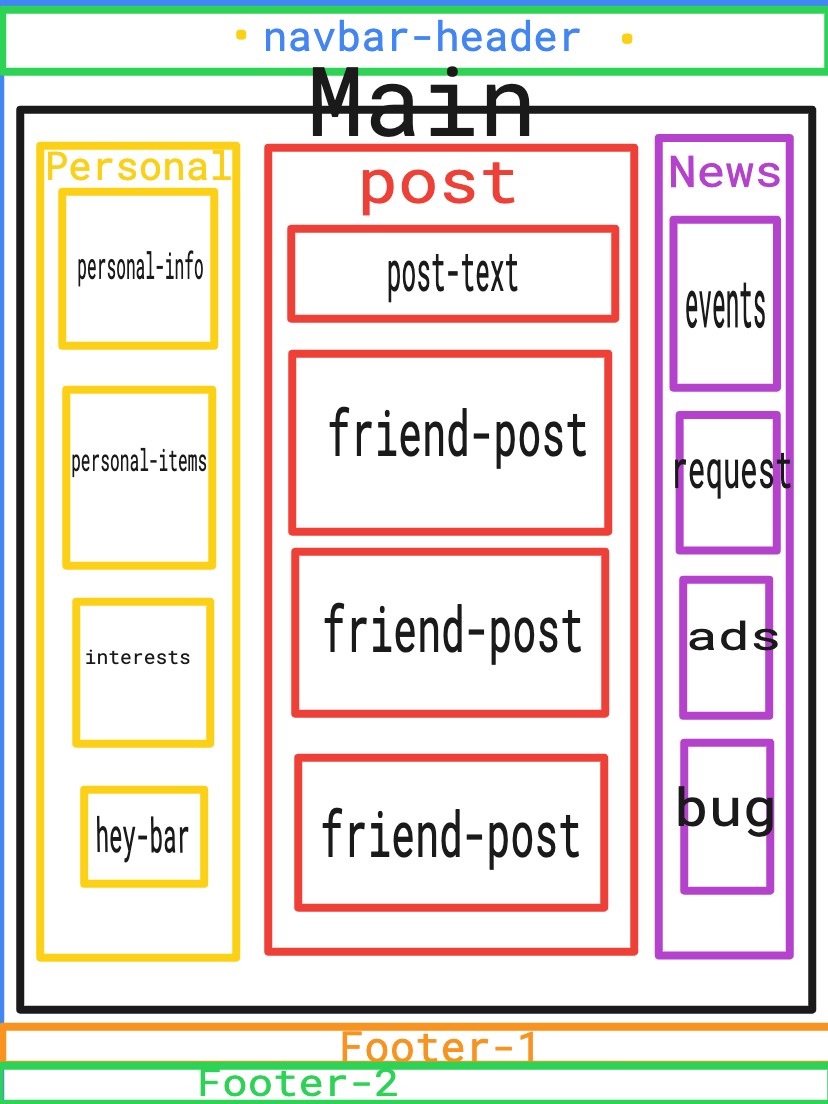 navbar-header
Main
Personal
personal-info
personal-items
interests
hey-bar
post
post-text
friend-post
friend-post
friend-post
News
events
request
ads
bug
Footer-1
Footer-2